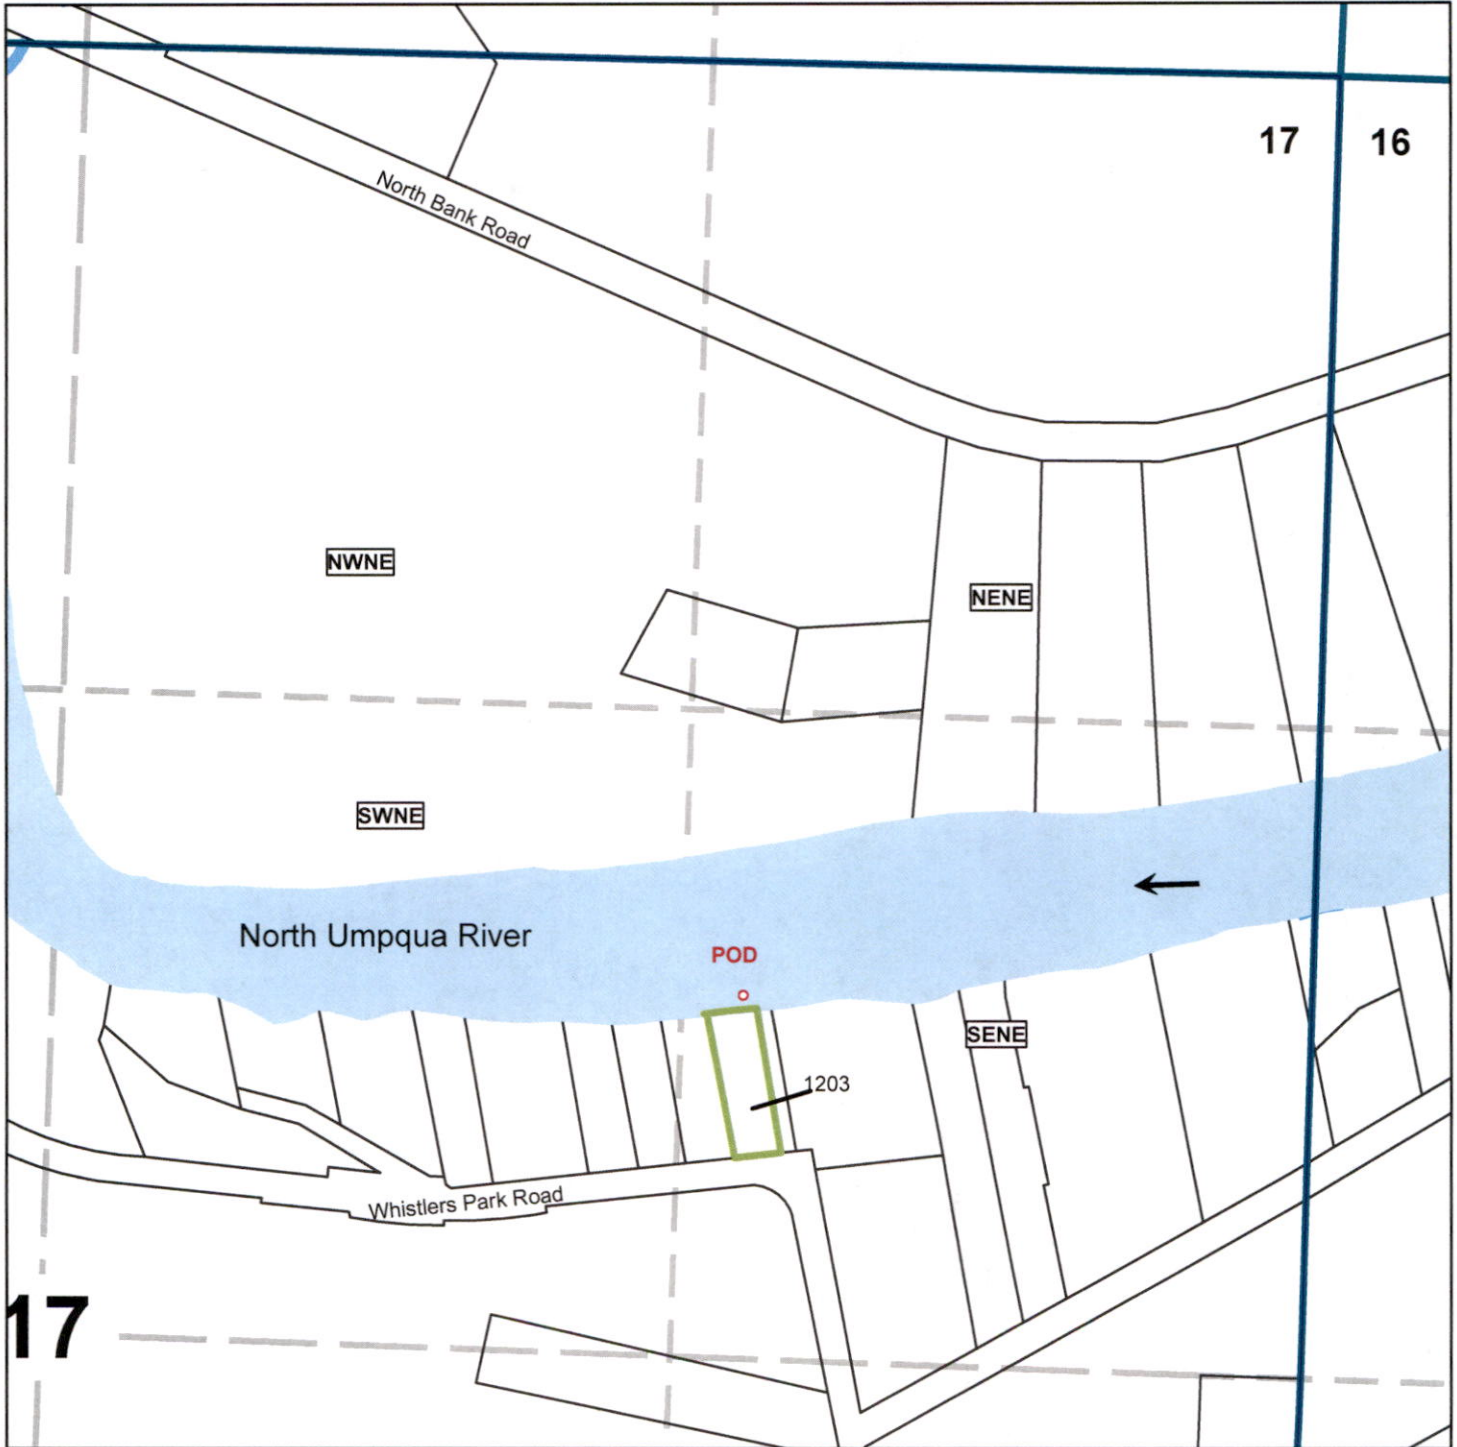 17
16
North Bank Road
NWNE
NENE
SWNE
North Umpqua River
POD
SENE
1203
Whistlers Park Road
17